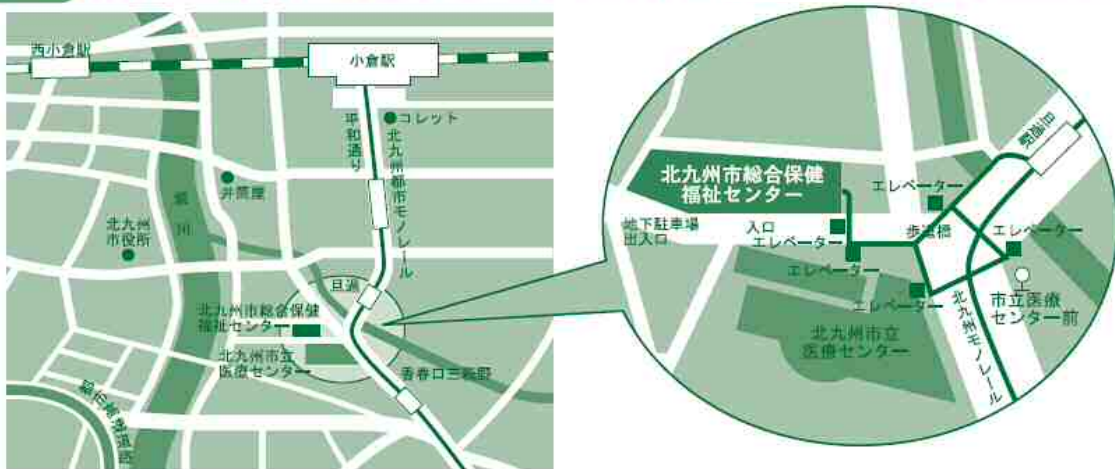 西小倉駅
小倉駅
コレット
平和通り
北九州都市モノレール
井筒屋
紫川
北九州
市役所
旦過
北九州市総合保健
福祉センター
北九州市立
医療センター
香春口三萩野
北九州市総合保健
福祉センター
地下駐車場
出入口
入口
エレベーター
エレベーター
エレベーター
エレベーター
エレベーター
歩道橋
旦過駅
市立医療
センター前
北九州市立
医療センター
北九州モノレール